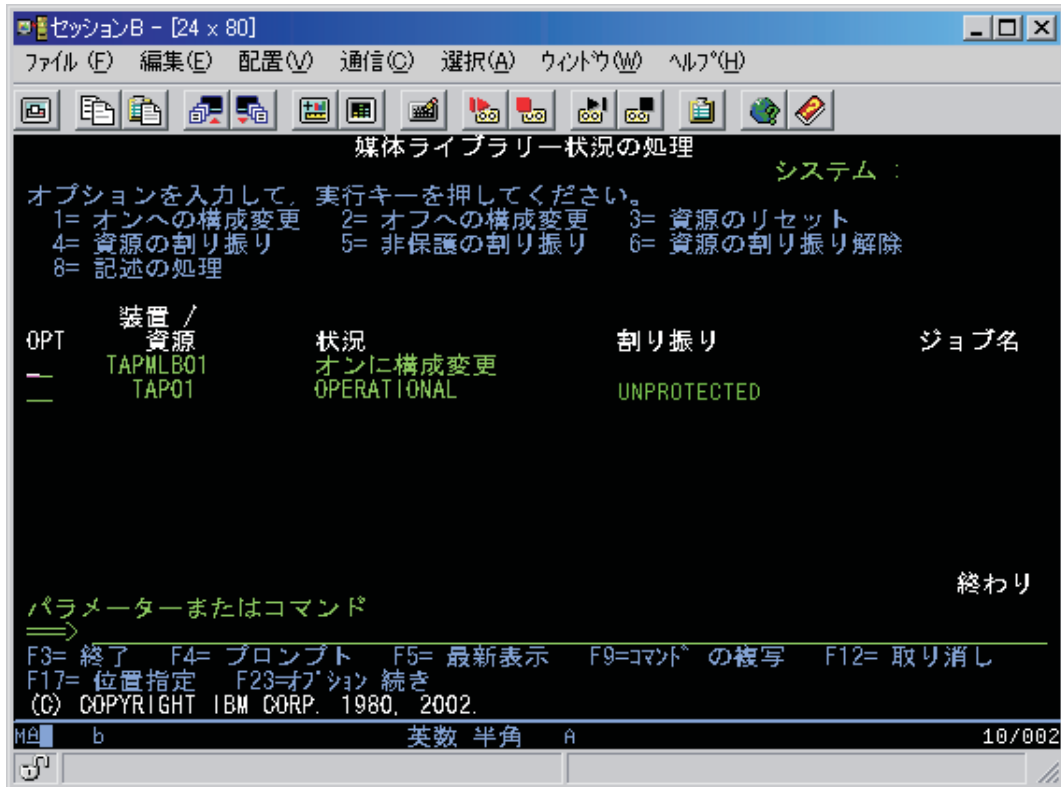 セッションB - [24 x 80]
ファイル (F) 編集(E) 配置(V) 通信(C) 選択(A) ウィンドウ(W) ヘルプ(H)
媒体ライブラリー状況の処理
システム :
オプションを入力して, 実行キーを押してください。
1= オンへの構成変更 2= オフへの構成変更 3= 資源のリセット
4= 資源の割り振り 5= 非保護の割り振り 6= 資源の割り振り解除
8= 記述の処理
装置 /
OPT 資源 状況 割り振り ジョブ名
TAPMLB01 オンに構成変更
TAP01 OPERATIONAL UNPROTECTED
終わり
パラメーターまたはコマンド
==>
F3= 終了 F4= プロンプト F5= 最新表示 F9=コマンド の複写 F12= 取り消し
F17= 位置指定 F23=オプション 続き
(C) COPYRIGHT IBM CORP. 1980, 2002.
MA b 英数 半角 A 10/002